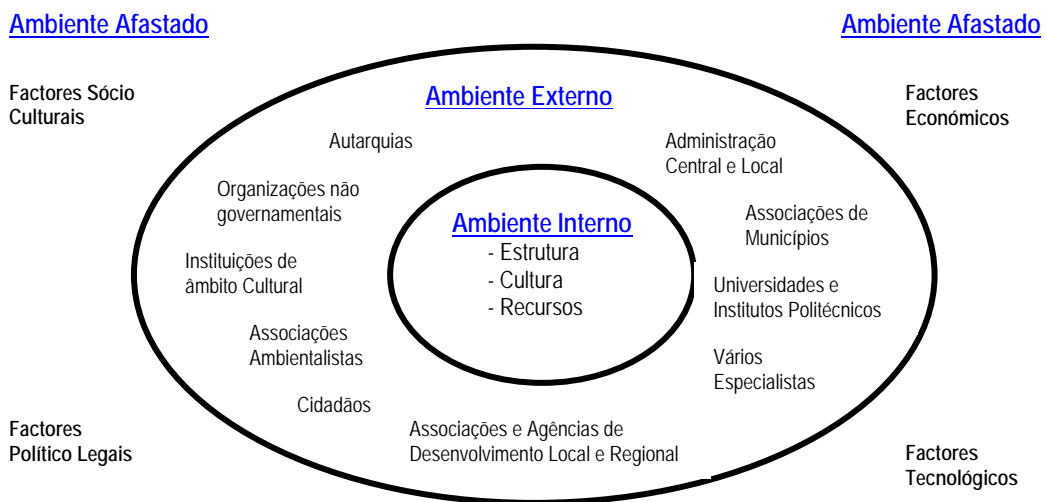 Ambiente Afastado
Ambiente Afastado
Factores Sócio
Culturais
Factores
Económicos
Ambiente Externo
Autarquias
Administração
Central e Local
Organizações não
governamentais
Associações de
Municípios
Ambiente Interno
- Estrutura
- Cultura
- Recursos
Instituições de
âmbito Cultural
Universidades e
Institutos Politécnicos
Associações
Ambientalistas
Vários
Especialistas
Cidadãos
Associações e Agências de
Desenvolvimento Local e Regional
Factores
Político Legais
Factores
Tecnológicos